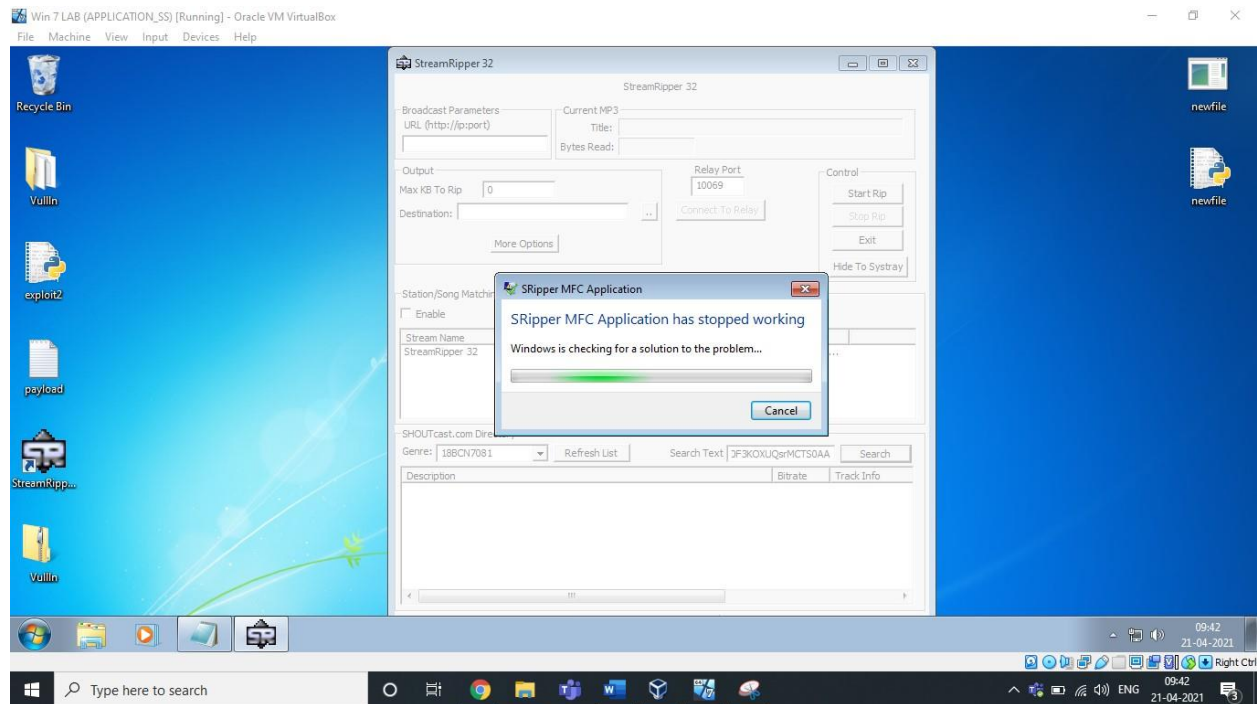 Win 7 LAB (APPLICATION_SS) [Running] - Oracle VM VirtualBox
File Machine View Input Devices Help
Recycle Bin
VullIn
exploit2
payload
StreamRipp...
VullIn
newfile
newfile
StreamRipper 32
StreamRipper 32
Broadcast Parameters
URL (http://ip:port)
Current MP3
Title:
Bytes Read:
Output
Max KB To Rip 0
Destination: ..
More Options
Relay Port
10069
Connect To Relay
Control
Start Rip
Stop Rip
Exit
Hide To Systray
Station/Song Matchin
Enable
Stream Name
StreamRipper 32
...
SRipper MFC Application
SRipper MFC Application has stopped working
Windows is checking for a solution to the problem...
Cancel
SHOUTcast.com Dire
Genre: 18BCN7081 Refresh List Search Text JF3KOXUQsrMCTS0AA Search
Description Bitrate Track Info
09:42
21-04-2021
Right Ctrl
Type here to search
ENG
09:42
21-04-2021
3